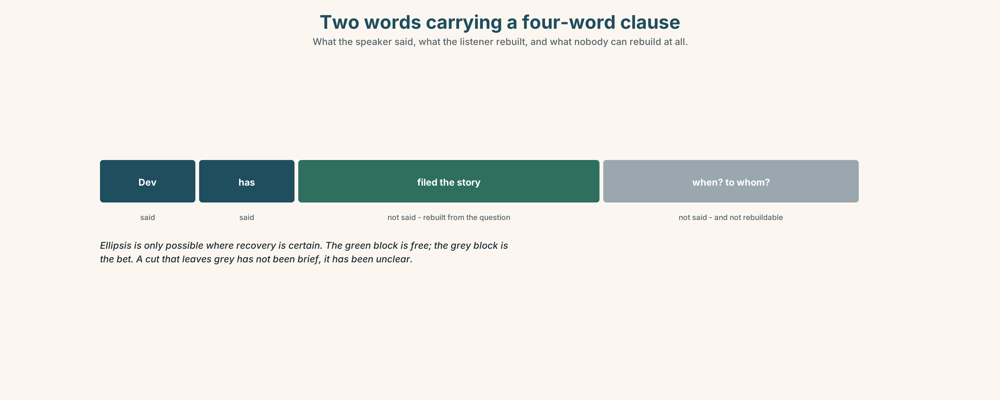 Two words carrying a four-word clause
What the speaker said, what the listener rebuilt, and what nobody can rebuild at all.
Dev
has
filed the story
when? to whom?
said
said
not said - rebuilt from the question
not said - and not rebuildable
Ellipsis is only possible where recovery is certain. The green block is free; the grey block is
the bet. A cut that leaves grey has not been brief, it has been unclear.